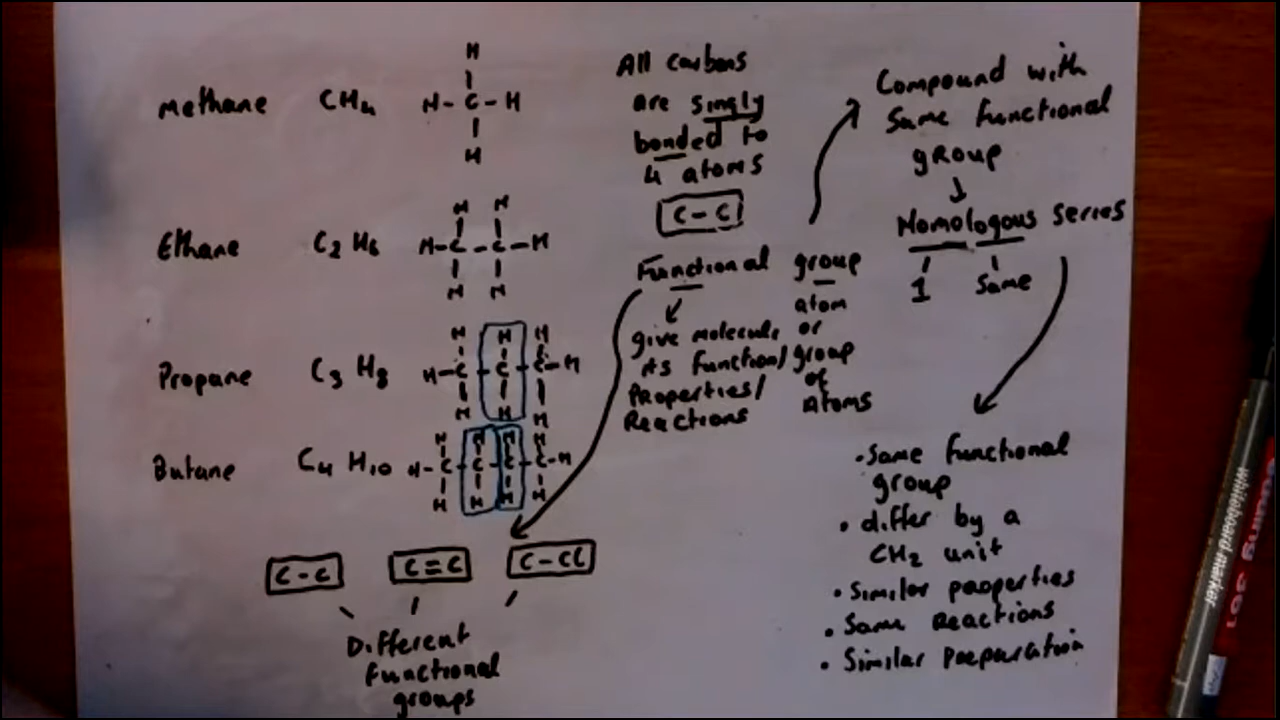 Methane CH4
H
H-C-H
H
Ethane C2 H6
H H
H-C-C-H
H H
Propane C3 H8
H H H
H-C-C-C-H
H H H
Butane C4 H10
H H H H
H-C-C-C-C-H
H H H H
All carbons
are singly
bonded to
4 atoms
C-C
Functional group
give molecule
its function/
Properties/
Reactions
atom
or
group
of
atoms
Compound with
Same Functional
group
Homologous Series
1 Same
• Same functional
group
• differ by a
CH2 unit
• Similar properties
• Same Reactions
• Similar Preparation
C-C C=C C-Cl
Different
functional
groups
whiteboard marker